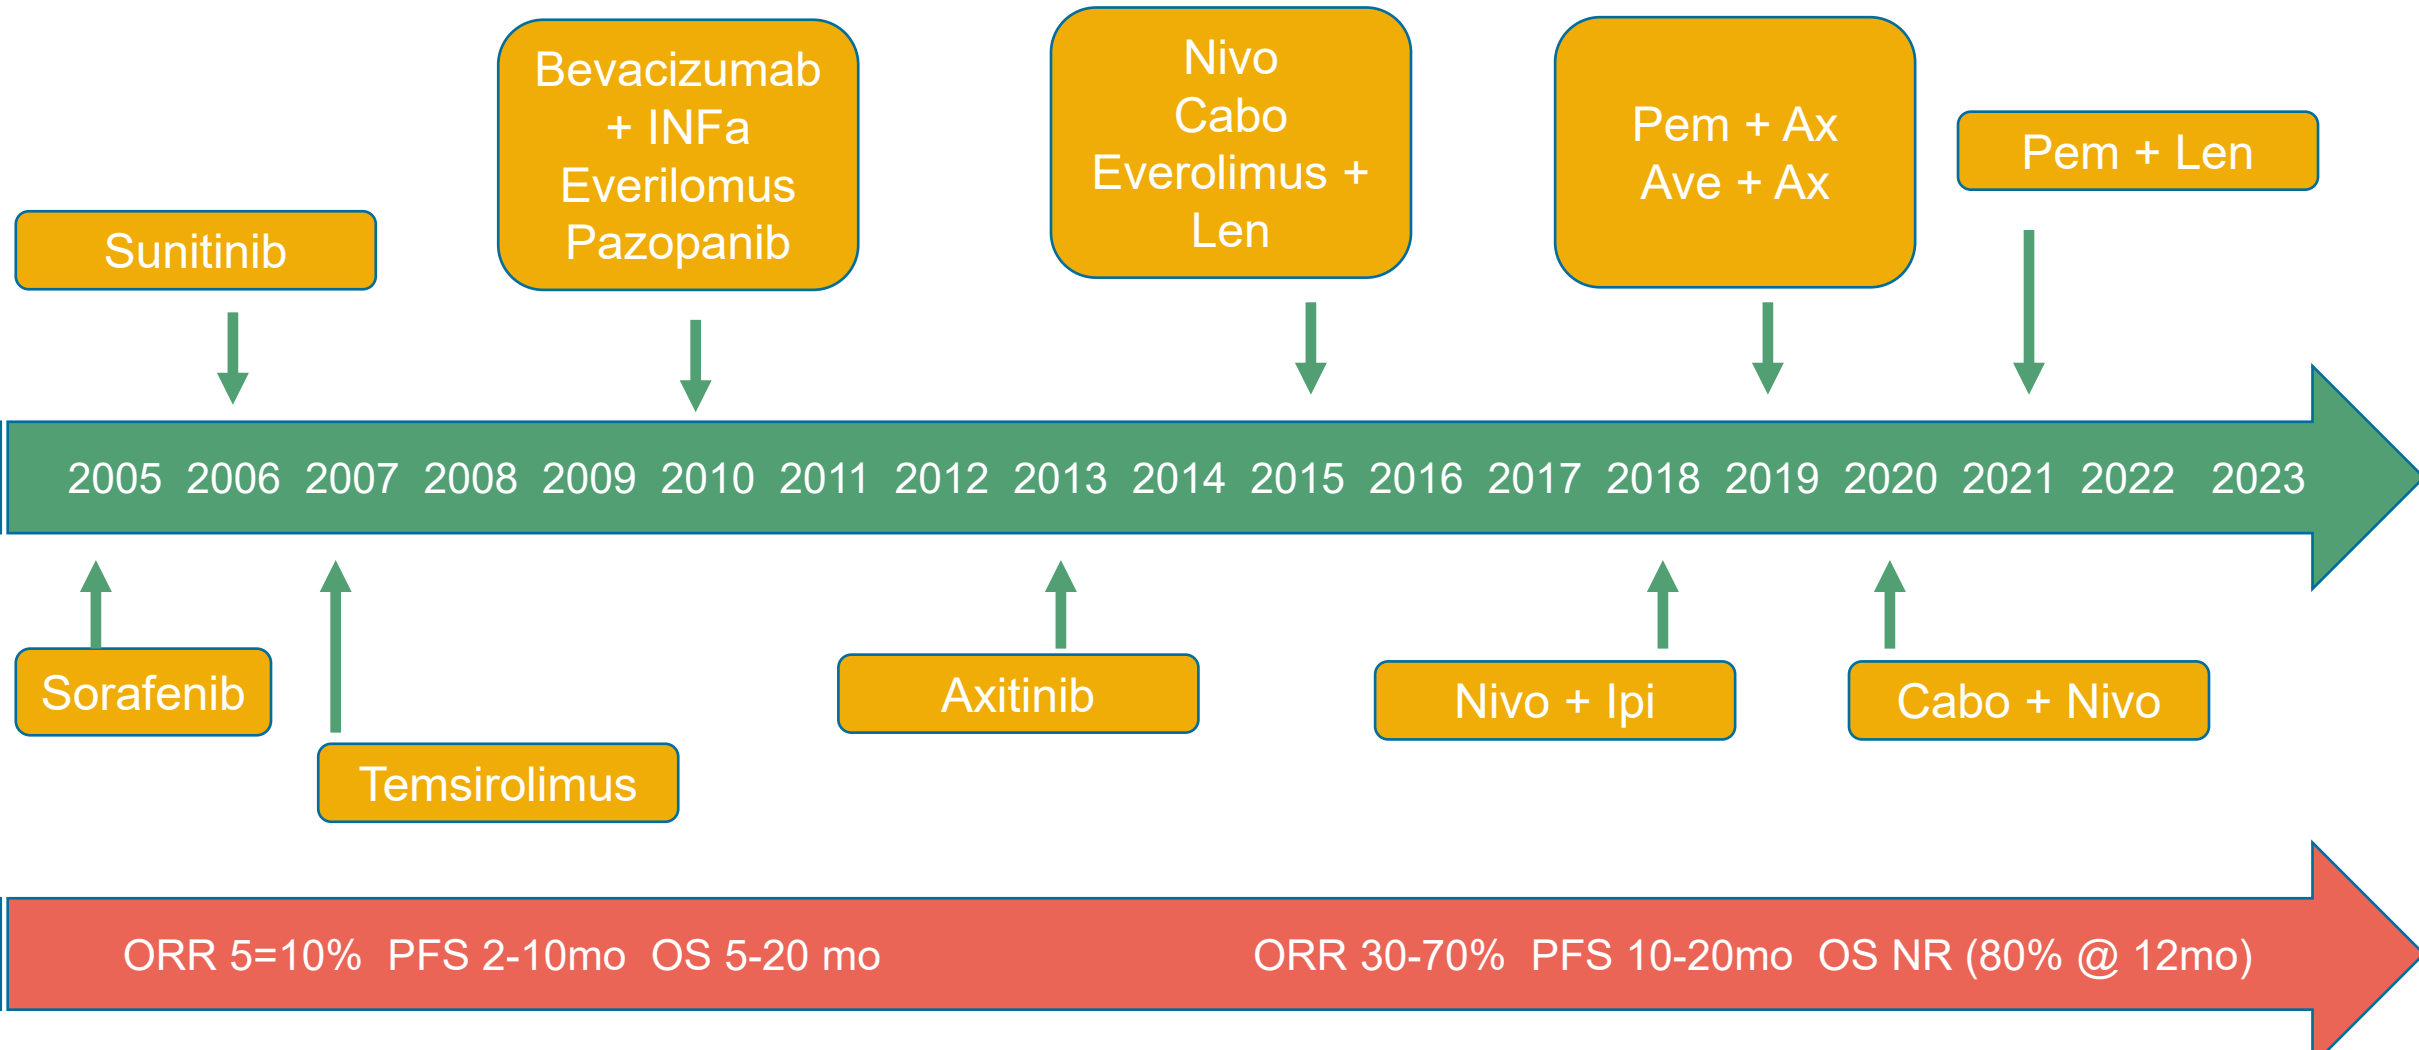 Sunitinib
Bevacizumab
+ INFa
Everilomus
Pazopanib
Nivo
Cabo
Everolimus +
Len
Pem + Ax
Ave + Ax
Pem + Len
2005 2006 2007 2008 2009 2010 2011 2012 2013 2014 2015 2016 2017 2018 2019 2020 2021 2022 2023
Sorafenib
Temsirolimus
Axitinib
Nivo + Ipi
Cabo + Nivo
ORR 5=10% PFS 2-10mo OS 5-20 mo
ORR 30-70% PFS 10-20mo OS NR (80% @ 12mo)